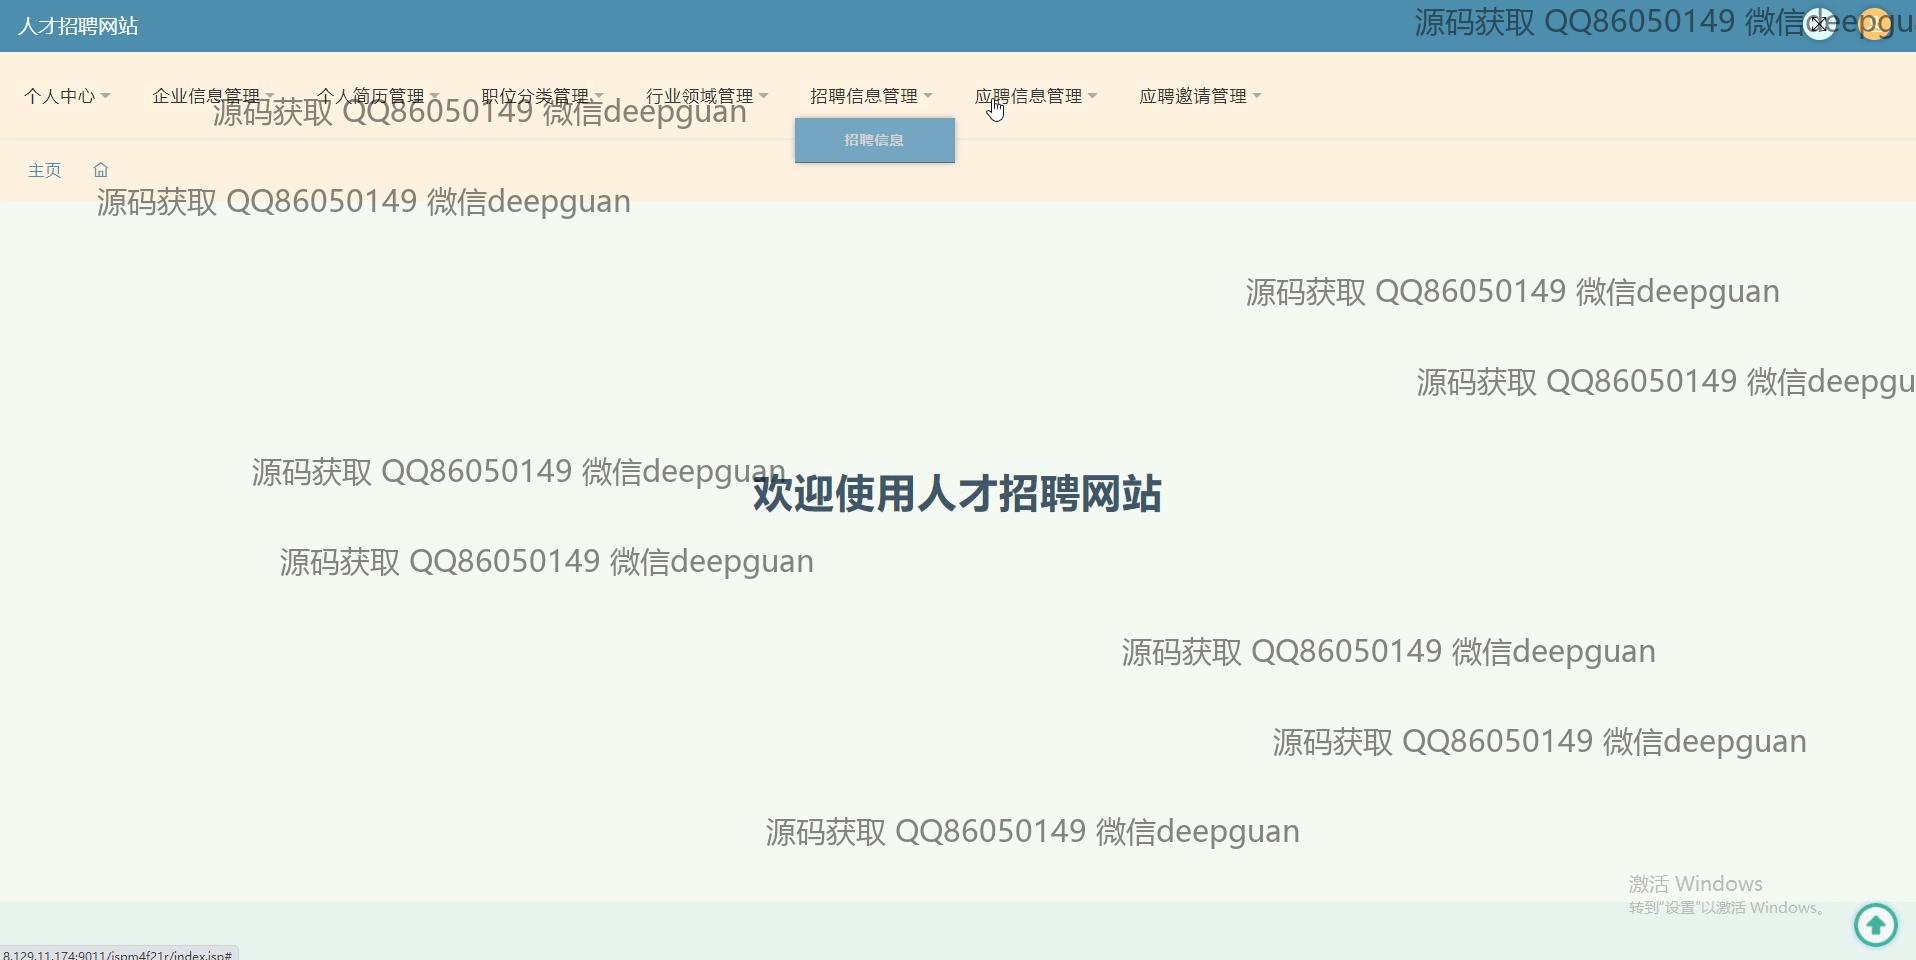 人才招聘网站
源码获取 QQ86050149 微信deepgu
个人中心 企业信息管理 个人简历管理 职位分类管理 行业领域管理 招聘信息管理 应聘信息管理 应聘邀请管理
源码获取 QQ86050149 微信deepguan
招聘信息
主页
源码获取 QQ86050149 微信deepguan
源码获取 QQ86050149 微信deepguan
源码获取 QQ86050149 微信deepgu
源码获取 QQ86050149 微信deepguan
欢迎使用人才招聘网站
源码获取 QQ86050149 微信deepguan
源码获取 QQ86050149 微信deepguan
源码获取 QQ86050149 微信deepguan
源码获取 QQ86050149 微信deepguan
激活 Windows
转到“设置”以激活 Windows。
8.129.11.174:9011/jspm4f21r/index.jsp#